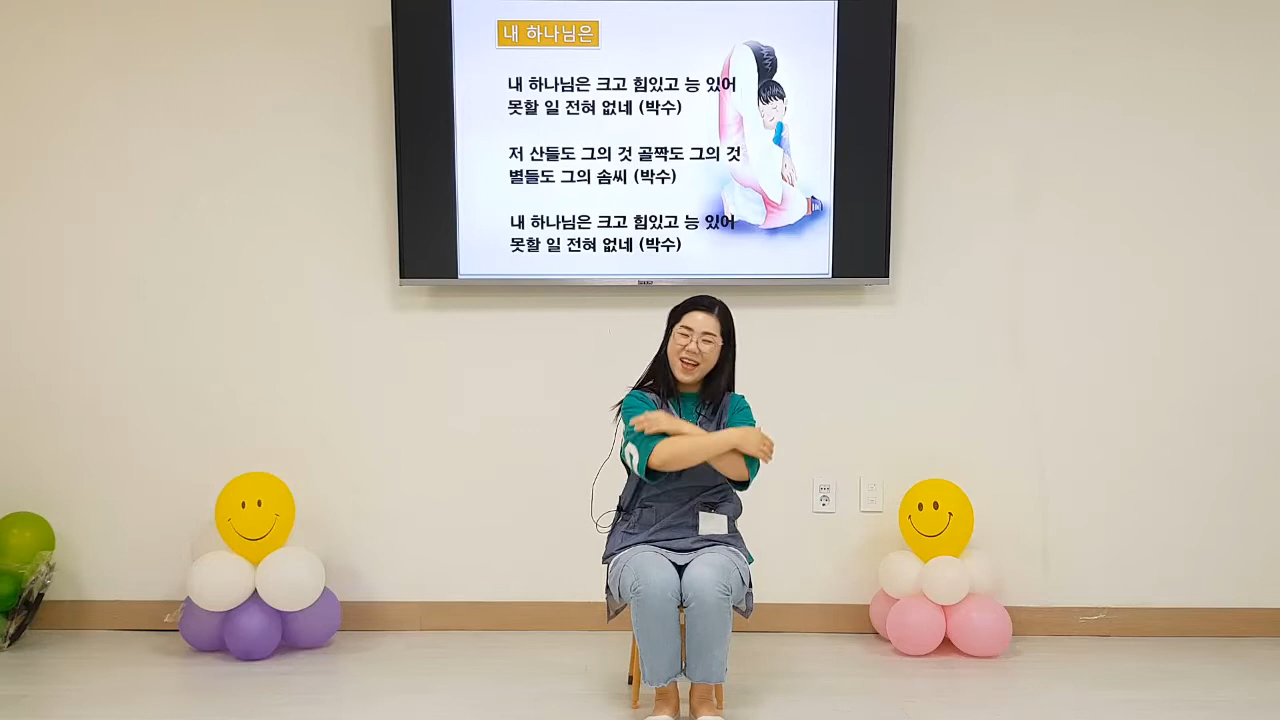 내 하나님은
내 하나님은 크고 힘있고 능 있어
못할 일 전혀 없네 (박수)
저 산들도 그의 것 골짝도 그의 것
별들도 그의 솜씨 (박수)
내 하나님은 크고 힘있고 능 있어
못할 일 전혀 없네 (박수)